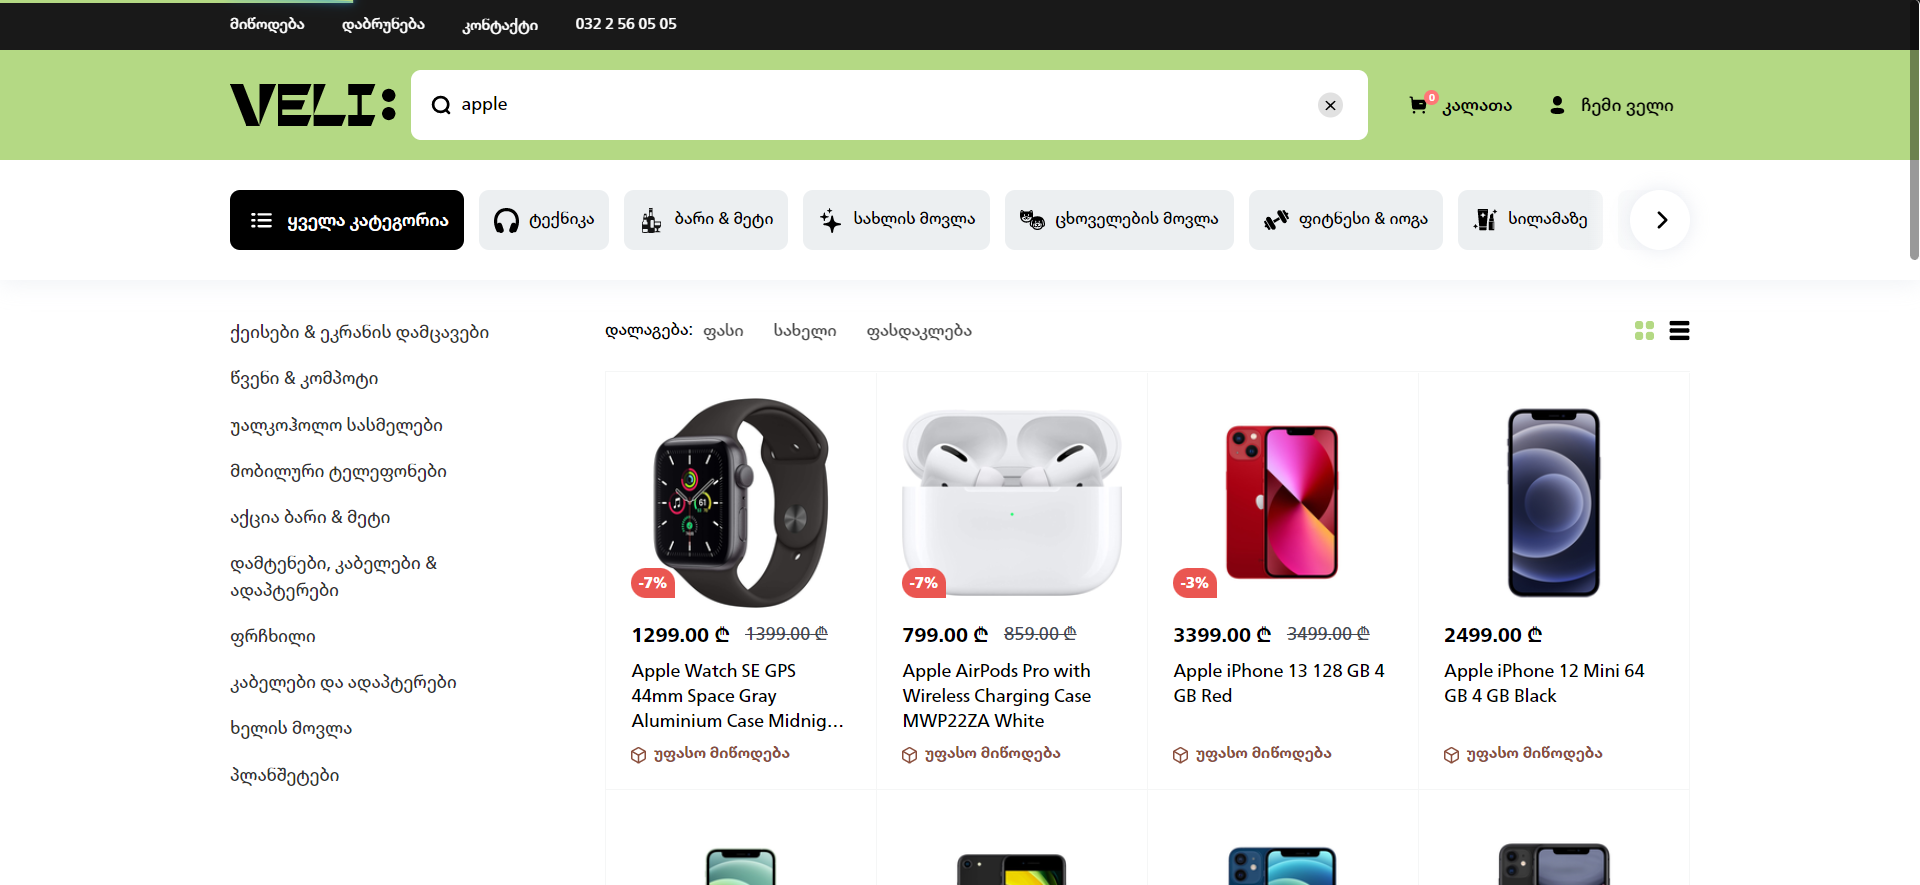 მიწოდება
დაბრუნება
კონტაქტი
032 2 56 05 05
VELI:
apple
0
კალათა
ჩემი ველი
ყველა კატეგორია
ტექნიკა
ბარი & მეტი
სახლის მოვლა
ცხოველების მოვლა
ფიტნესი & იოგა
სილამაზე
ქეისები & ეკრანის დამცავები
წვენი & კომპოტი
უალკოჰოლო სასმელები
მობილური ტელეფონები
აქცია ბარი & მეტი
დამტენები, კაბელები &
ადაპტერები
ფრჩხილი
კაბელები და ადაპტერები
ხელის მოვლა
პლანშეტები
დალაგება:
ფასი
სახელი
ფასდაკლება
-7%
1299.00 ₾ 1399.00 ₾
Apple Watch SE GPS
44mm Space Gray
Aluminium Case Midnig...
უფასო მიწოდება
-7%
799.00 ₾ 859.00 ₾
Apple AirPods Pro with
Wireless Charging Case
MWP22ZA White
უფასო მიწოდება
-3%
3399.00 ₾ 3499.00 ₾
Apple iPhone 13 128 GB 4
GB Red
უფასო მიწოდება
2499.00 ₾
Apple iPhone 12 Mini 64
GB 4 GB Black
უფასო მიწოდება